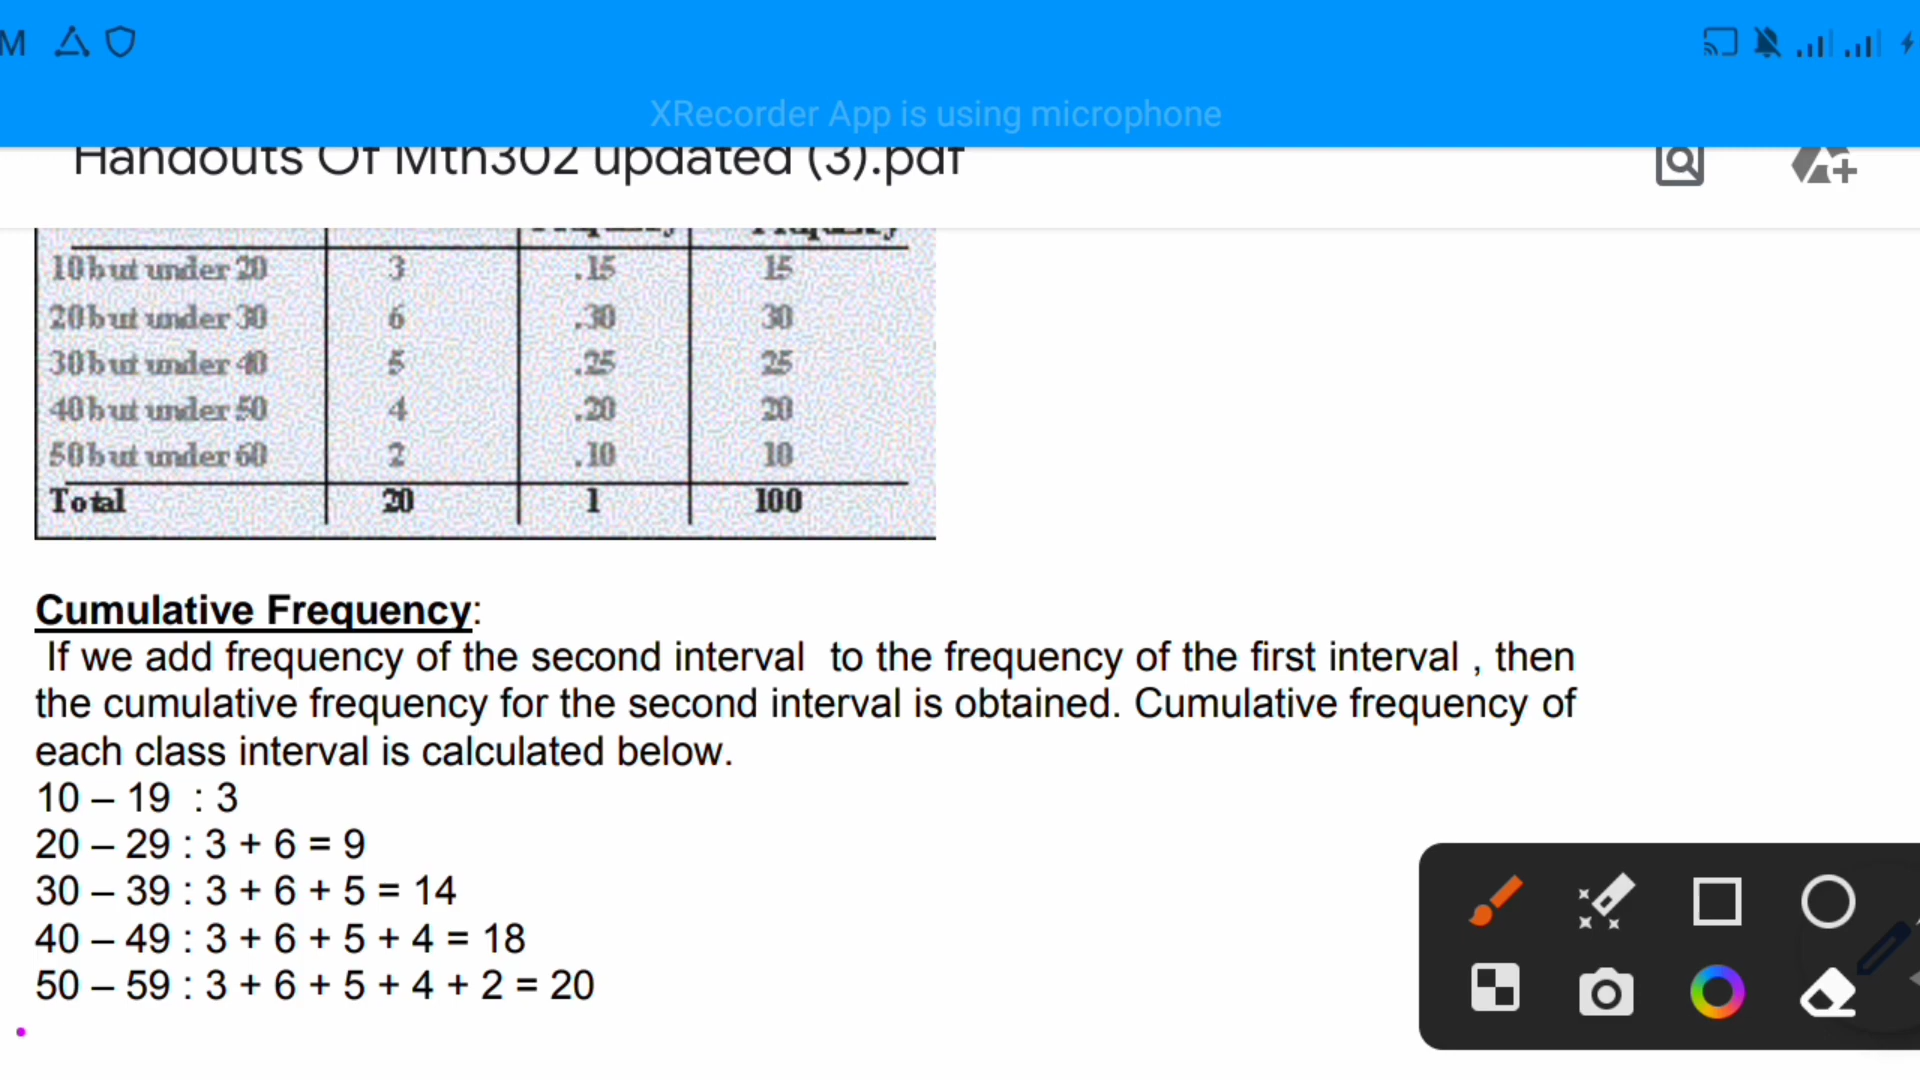 M
XRecorder App is using microphone
Handouts Of Mth302 updated (3).pdf
Frequency Frequency
10 but under 20 3 .15 15
20 but under 30 6 .30 30
30 but under 40 5 .25 25
40 but under 50 4 .20 20
50 but under 60 2 .10 10
Total 20 1 100
Cumulative Frequency:
If we add frequency of the second interval to the frequency of the first interval , then
the cumulative frequency for the second interval is obtained. Cumulative frequency of
each class interval is calculated below.
10 – 19 : 3
20 – 29 : 3 + 6 = 9
30 – 39 : 3 + 6 + 5 = 14
40 – 49 : 3 + 6 + 5 + 4 = 18
50 – 59 : 3 + 6 + 5 + 4 + 2 = 20